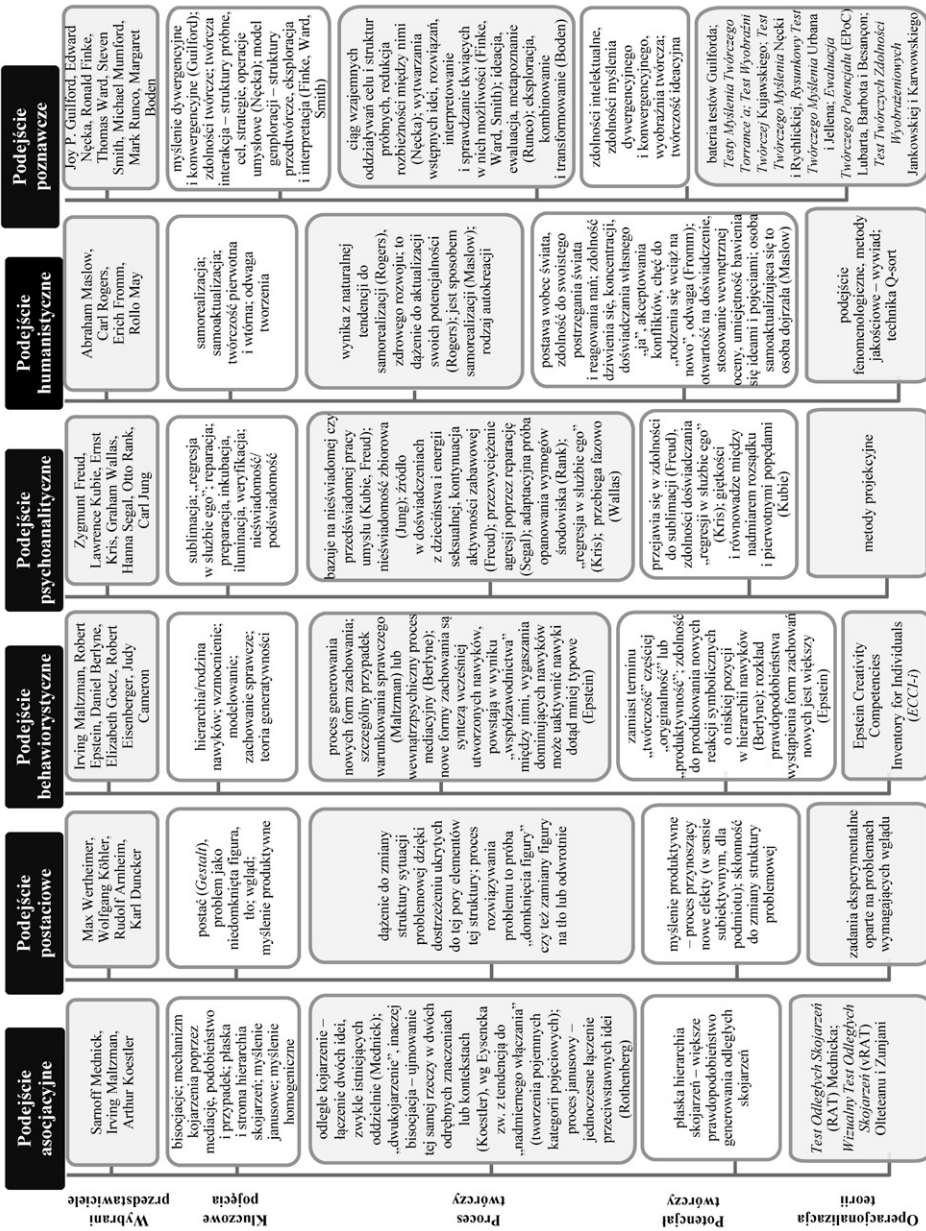 Podejście
asocjacyjne
Podejście
postaciowe
Podejście
behawiorystyczne
Podejście
psychoanalityczne
Podejście
humanistyczne
Podejście
poznawcze
Wybrani
przedstawiciele
Sarnoff Mednick,
Irving Maltzman,
Arthur Koestler
Max Wertheimer,
Wolfgang Köhler,
Rudolf Arnheim,
Karl Duncker
Irving Maltzman, Robert
Epstein, Daniel Berlyne,
Elizabeth Goetz, Robert
Eisenberger, Judy
Cameron
Zygmunt Freud,
Lawrence Kubie, Ernst
Kris, Graham Wallas,
Hanna Segal, Otto Rank,
Carl Jung
Abraham Maslow,
Carl Rogers,
Erich Fromm,
Rollo May
Joy P. Guilford, Edward
Nęcka, Ronald Finke,
Thomas Ward, Steven
Smith, Michael Mumford,
Mark Runco, Margaret
Boden
Kluczowe
pojęcia
bisocjacje; mechanizm
kojarzenia poprzez
mediację, podobieństwo
i przypadek; płaska
i stroma hierarchia
skojarzeń; myślenie
janusowe; myślenie
homogeniczne
postać (Gestalt),
problem jako
niedomknięta figura,
tło; wgląd;
myślenie produktywne
hierarchia/rodzina
nawyków; wzmocnienie;
modelowanie;
zachowanie sprawcze;
teoria generatywności
sublimacja; „regresja
w służbie ego”; reparacja;
preparacja, inkubacja,
iluminacja, weryfikacja;
nieświadomość/
podświadomość
samorealizacja;
samoaktualizacja;
twórczość pierwotna
i wtórna; odwaga
tworzenia
myślenie dywergencyjne
i konwergencyjne (Guilford);
zdolności twórcze; twórcza
interakcja – struktury próbne,
cel, strategie, operacje
umysłowe (Nęcka); model
genploracji – struktury
przedtwórcze, eksploracja
i interpretacja (Finke, Ward,
Smith)
Proces
twórczy
odległe kojarzenie –
łączenie dwóch idei,
zwykle istniejących
oddzielnie (Mednick);
„dwukojarzenie”, inaczej
bisocjacja – ujmowanie
tej samej rzeczy w dwóch
odrębnych znaczeniach
lub kontekstach
(Koestler), wg Eysencka
zw. z tendencją do
„nadmiernego włączania”
(tworzenia pojemnych
kategorii pojęciowych);
proces janusowy –
jednoczesne łączenie
przeciwstawnych idei
(Rothenberg)
dążenie do zmiany
struktury sytuacji
problemowej dzięki
dostrzeżeniu ukrytych
do tej pory elementów
tej struktury; proces
rozwiązywania
problemu to próba
„domknięcia figury”
czy też zamiany figury
na tło lub odwrotnie
proces generowania
nowych form zachowania;
szczególny przypadek
warunkowania sprawczego
(Maltzman) lub
wewnątrzpsychiczny proces
mediacyjny (Berlyne);
nowe formy zachowania są
syntezą wcześniej
utworzonych nawyków,
powstają w wyniku
„współzawodnictwa”
między nimi, wygaszania
dominujących nawyków
może uaktywnić nawyki
dotąd mniej typowe
(Epstein)
bazuje na nieświadomej czy
przedświadomej pracy
umysłu (Kubie, Freud);
nieświadomość zbiorowa
(Jung); źródło
w doświadczeniach
z dzieciństwa i energii
seksualnej, kontynuacja
aktywności zabawowej
(Freud); przezwyciężenie
agresji poprzez reparację
(Segal); adaptacyjna próba
opanowania wymogów
środowiska (Rank);
„regresja w służbie ego”
(Kris); przebiega fazowo
(Wallas)
wynika z naturalnej
tendencji do
samorealizacji (Rogers),
zdrowego rozwoju; to
dążenie do aktualizacji
swoich potencjalności
(Rogers); jest sposobem
samorealizacji (Maslow);
rodzaj autokreacji
ciąg wzajemnych
oddziaływań celu i struktur
próbnych, redukcja
rozbieżności między nimi
(Nęcka); wytwarzania
wstępnych idei, rozwiązań,
interpretowanie
i sprawdzanie tkwiących
w nich możliwości (Finke,
Ward, Smith); ideacja,
ewaluacja, metapoznanie
(Runco); eksploracja,
kombinowanie
i transformowanie (Boden)
Potencjał
twórczy
płaska hierarchia
skojarzeń – większe
prawdopodobieństwo
generowania odległych
skojarzeń
myślenie produktywne
– proces przynoszący
nowe efekty (w sensie
subiektywnym, dla
podmiotu); skłonność
do zmiany struktury
problemowej
zamiast terminu
„twórczość” częściej
„oryginalność” lub
„produktywność”; zdolność
do produkowania nowych
reakcji symbolicznych
o niskiej pozycji
w hierarchii nawyków
(Berlyne); rozkład
prawdopodobieństwa
wystąpienia form zachowań
nowych jest większy
(Epstein)
przejawia się w zdolności
do sublimacji (Freud),
zdolności doświadczania
„regresji w służbie ego”
(Kris); giętkości
i równowadze między
nadmiarem rozsądku
i pierwotnymi popędami
(Kubie)
postawa wobec świata,
zdolność do swoistego
postrzegania świata
i reagowania nań; zdolność
dziwienia się, koncentracji,
doświadczania własnego
„ja”, akceptowania
konfliktów, chęć do
„rodzenia się wciąż na
nowo”, odwaga (Fromm);
otwartość na doświadczenie,
stosowanie wewnętrznej
oceny, umiejętność bawienia
się ideami i pojęciami; osoba
samoaktualizująca się to
osoba dojrzała (Maslow)
zdolności intelektualne,
zdolności myślenia
dywergencyjnego
i konwergencyjnego,
wyobraźnia twórcza;
twórczość ideacyjna
Operacjonalizacja
teorii
Test Odległych Skojarzeń
(RAT) Mednicka;
Wizualny Test Odległych
Skojarzeń (vRAT)
Olteteanu i Zunjani
zadania eksperymentalne
oparte na problemach
wymagających wglądu
Epstein Creativity
Competencies
Inventory for Individuals
(ECCI-i)
metody projekcyjne
podejście
fenomenologiczne, metody
jakościowe – wywiad;
technika Q-sort
bateria testów Guilforda;
Testy Myślenia Twórczego
Torrance’a; Test Wyobraźni
Twórczej Kujawskiego; Test
Twórczego Myślenia Nęcki
i Rychlickiej, Rysunkowy Test
Twórczego Myślenia Urbana
i Jellena; Ewaluacja
Twórczego Potencjału (EPoC)
Lubarta, Barbota i Besançon;
Test Twórczych Zdolności
Wyobrażeniowych
Jankowskiej i Karwowskiego